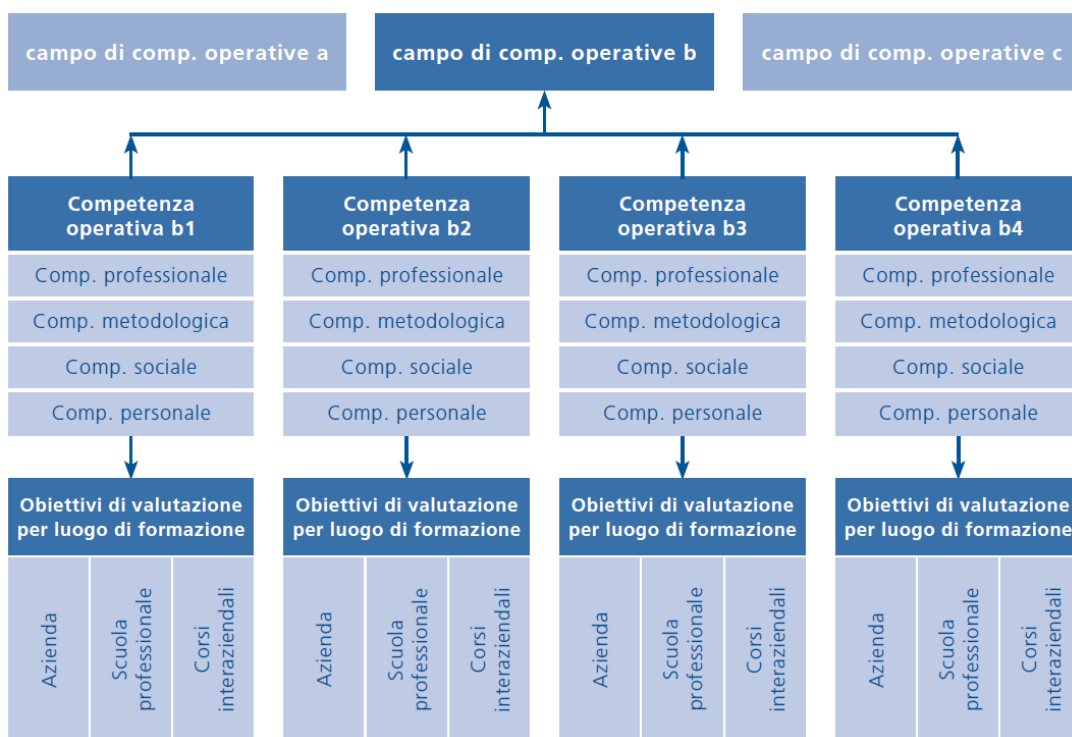 campo di comp. operative a
campo di comp. operative b
campo di comp. operative c
Competenza
operativa b1
Competenza
operativa b2
Competenza
operativa b3
Competenza
operativa b4
Comp. professionale
Comp. professionale
Comp. professionale
Comp. professionale
Comp. metodologica
Comp. metodologica
Comp. metodologica
Comp. metodologica
Comp. sociale
Comp. sociale
Comp. sociale
Comp. sociale
Comp. personale
Comp. personale
Comp. personale
Comp. personale
Obiettivi di valutazione
per luogo di formazione
Obiettivi di valutazione
per luogo di formazione
Obiettivi di valutazione
per luogo di formazione
Obiettivi di valutazione
per luogo di formazione
Azienda
Scuola
professionale
Corsi
interaziendali
Azienda
Scuola
professionale
Corsi
interaziendali
Azienda
Scuola
professionale
Corsi
interaziendali
Azienda
Scuola
professionale
Corsi
interaziendali